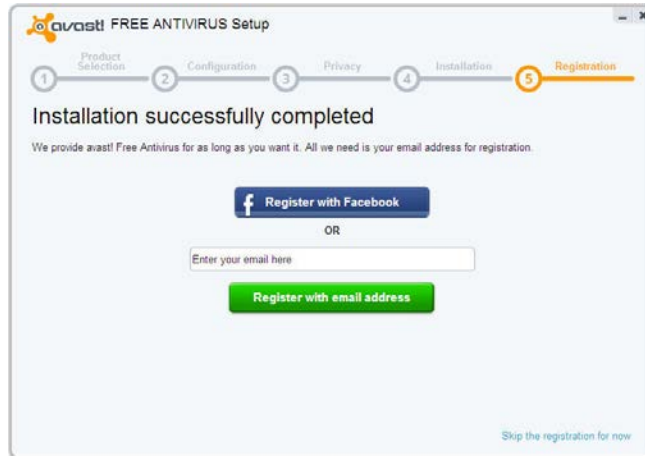 avast! FREE ANTIVIRUS Setup
1 Product Selection
2 Configuration
3 Privacy
4 Installation
5 Registration
Installation successfully completed
We provide avast! Free Antivirus for as long as you want it. All we need is your email address for registration.
f Register with Facebook
OR
Enter your email here
Register with email address
Skip the registration for now